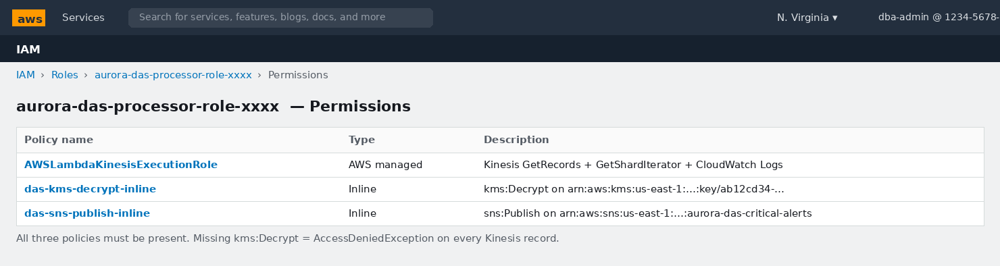 aws Services Search for services, features, blogs, docs, and more N. Virginia ▾ dba-admin @ 1234-5678-
IAM
IAM › Roles › aurora-das-processor-role-xxxx › Permissions
aurora-das-processor-role-xxxx — Permissions
Policy name Type Description
AWSLambdaKinesisExecutionRole AWS managed Kinesis GetRecords + GetShardIterator + CloudWatch Logs
das-kms-decrypt-inline Inline kms:Decrypt on arn:aws:kms:us-east-1:...:key/ab12cd34-...
das-sns-publish-inline Inline sns:Publish on arn:aws:sns:us-east-1:...:aurora-das-critical-alerts
All three policies must be present. Missing kms:Decrypt = AccessDeniedException on every Kinesis record.